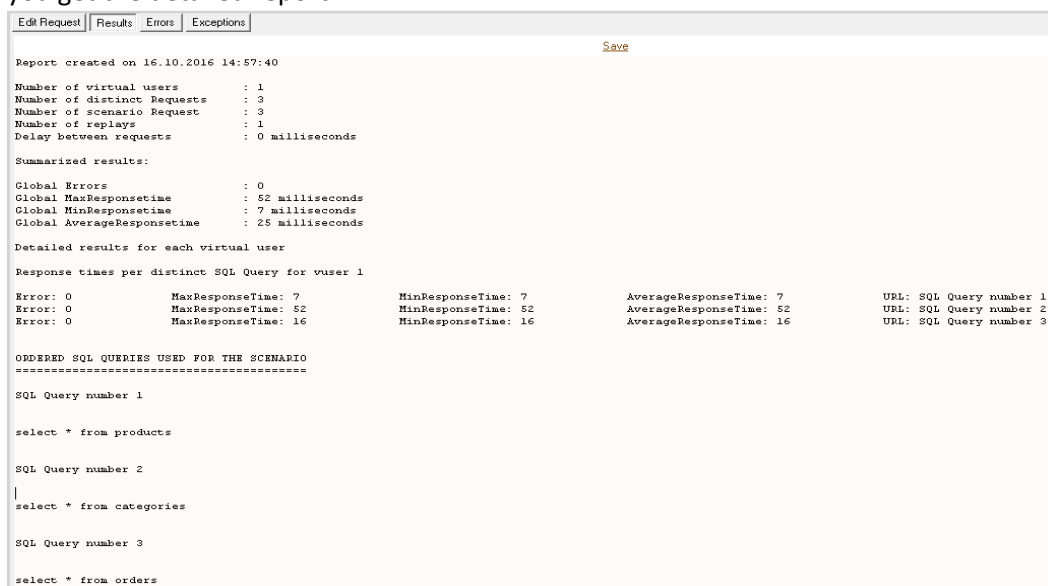 you get the detailed report
Edit Request Results Errors Exceptions
Save
Report created on 16.10.2016 14:57:40
Number of virtual users : 1
Number of distinct Requests : 3
Number of scenario Request : 3
Number of replays : 1
Delay between requests : 0 milliseconds
Summarized results:
Global Errors : 0
Global MaxResponsetime : 52 milliseconds
Global MinResponsetime : 7 milliseconds
Global AverageResponsetime : 25 milliseconds
Detailed results for each virtual user
Response times per distinct SQL Query for vuser 1
Error: 0 MaxResponseTime: 7 MinResponseTime: 7 AverageResponseTime: 7 URL: SQL Query number 1
Error: 0 MaxResponseTime: 52 MinResponseTime: 52 AverageResponseTime: 52 URL: SQL Query number 2
Error: 0 MaxResponseTime: 16 MinResponseTime: 16 AverageResponseTime: 16 URL: SQL Query number 3
ORDERED SQL QUERIES USED FOR THE SCENARIO
=========================================
SQL Query number 1
select * from products
SQL Query number 2
select * from categories
SQL Query number 3
select * from orders